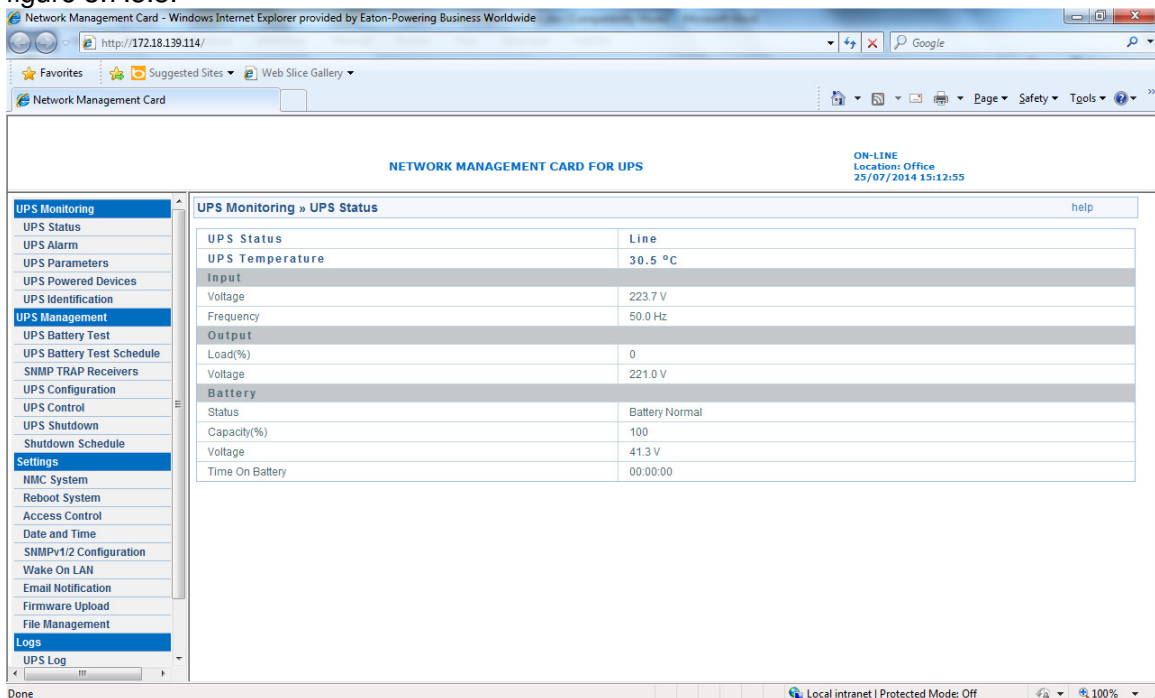 Network Management Card - Windows Internet Explorer provided by Eaton-Powering Business Worldwide
http://172.18.139.114/
Google
Favorites Suggested Sites Web Slice Gallery
Network Management Card
Page Safety Tools
NETWORK MANAGEMENT CARD FOR UPS
ON-LINE
Location: Office
25/07/2014 15:12:55
UPS Monitoring
UPS Status
UPS Alarm
UPS Parameters
UPS Powered Devices
UPS Identification
UPS Management
UPS Battery Test
UPS Battery Test Schedule
SNMP TRAP Receivers
UPS Configuration
UPS Control
UPS Shutdown
Shutdown Schedule
Settings
NMC System
Reboot System
Access Control
Date and Time
SNMPv1/2 Configuration
Wake On LAN
Email Notification
Firmware Upload
File Management
Logs
UPS Log
UPS Monitoring » UPS Status help
UPS Status Line
UPS Temperature 30.5 °C
Input
Voltage 223.7 V
Frequency 50.0 Hz
Output
Load(%) 0
Voltage 221.0 V
Battery
Status Battery Normal
Capacity(%) 100
Voltage 41.3 V
Time On Battery 00:00:00
Done Local intranet | Protected Mode: Off 100%